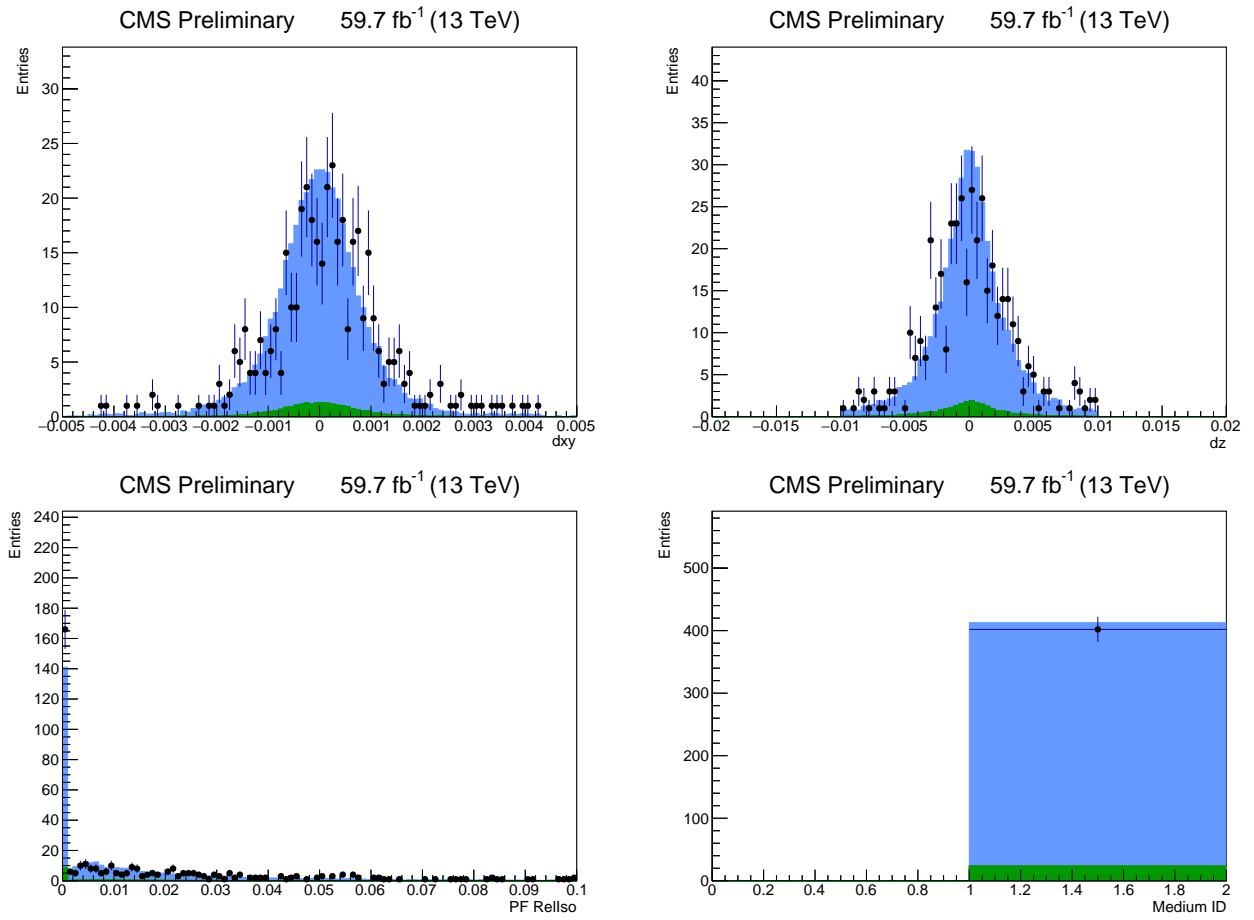 CMS Preliminary 59.7 fb⁻¹ (13 TeV)
Entries
30
25
20
15
10
5
0
−0.005 −0.004 −0.003 −0.002 −0.001 0 0.001 0.002 0.003 0.004 0.005
dxy
CMS Preliminary 59.7 fb⁻¹ (13 TeV)
Entries
40
35
30
25
20
15
10
5
0
−0.02 −0.015 −0.01 −0.005 0 0.005 0.01 0.015 0.02
dz
CMS Preliminary 59.7 fb⁻¹ (13 TeV)
Entries
240
220
200
180
160
140
120
100
80
60
40
20
0
0 0.01 0.02 0.03 0.04 0.05 0.06 0.07 0.08 0.09 0.1
PF RelIso
CMS Preliminary 59.7 fb⁻¹ (13 TeV)
Entries
500
400
300
200
100
0
0 0.2 0.4 0.6 0.8 1 1.2 1.4 1.6 1.8 2
Medium ID